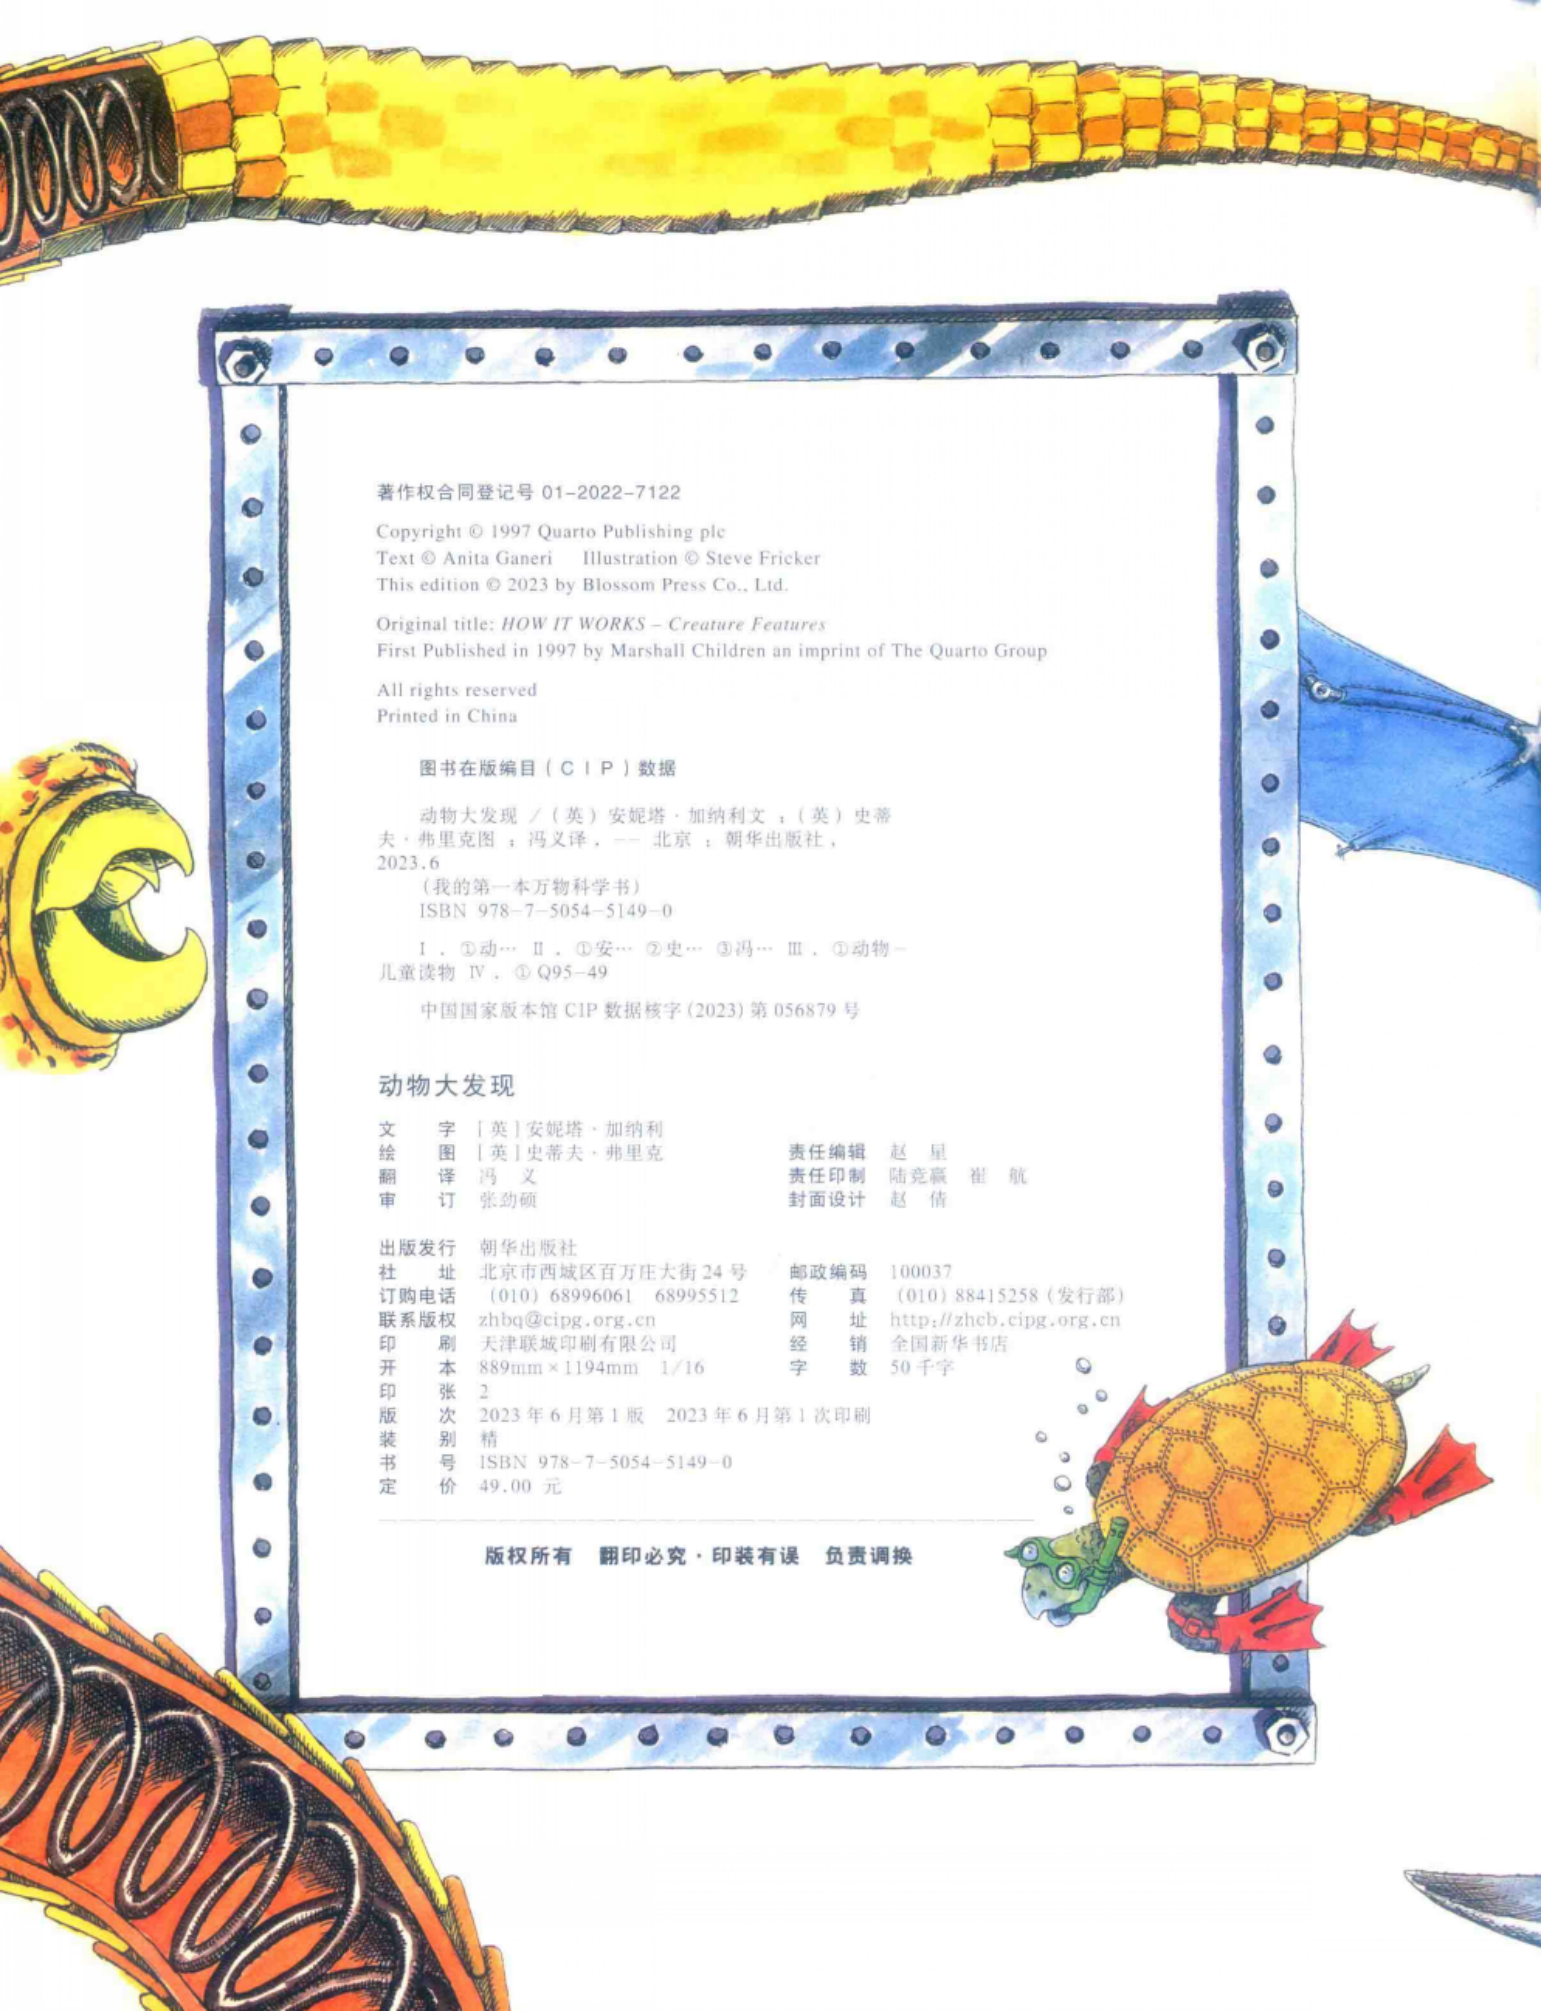 著作权合同登记号 01-2022-7122
Copyright © 1997 Quarto Publishing plc
Text © Anita Ganeri Illustration © Steve Fricker
This edition © 2023 by Blossom Press Co., Ltd.
Original title: HOW IT WORKS – Creature Features
First Published in 1997 by Marshall Children an imprint of The Quarto Group
All rights reserved
Printed in China
图书在版编目(CIP)数据
动物大发现 /(英)安妮塔·加纳利文;(英)史蒂
夫·弗里克图;冯义译. -- 北京:朝华出版社,
2023.6
(我的第一本万物科学书)
ISBN 978-7-5054-5149-0
Ⅰ. ①动… Ⅱ. ①安… ②史… ③冯… Ⅲ. ①动物-
儿童读物 Ⅳ. ① Q95-49
中国国家版本馆 CIP 数据核字 (2023) 第 056879 号
动物大发现
文 字 [英]安妮塔·加纳利
绘 图 [英]史蒂夫·弗里克 责任编辑 赵 星
翻 译 冯 义 责任印制 陆竞赢 崔 航
审 订 张劲硕 封面设计 赵 倩
出版发行 朝华出版社
社 址 北京市西城区百万庄大街 24 号 邮政编码 100037
订购电话 (010) 68996061 68995512 传 真 (010) 88415258(发行部)
联系版权 zhbq@cipg.org.cn 网 址 http://zhcb.cipg.org.cn
印 刷 天津联城印刷有限公司 经 销 全国新华书店
开 本 889mm×1194mm 1/16 字 数 50 千字
印 张 2
版 次 2023 年 6 月第 1 版 2023 年 6 月第 1 次印刷
装 别 精
书 号 ISBN 978-7-5054-5149-0
定 价 49.00 元
版权所有 翻印必究·印装有误 负责调换